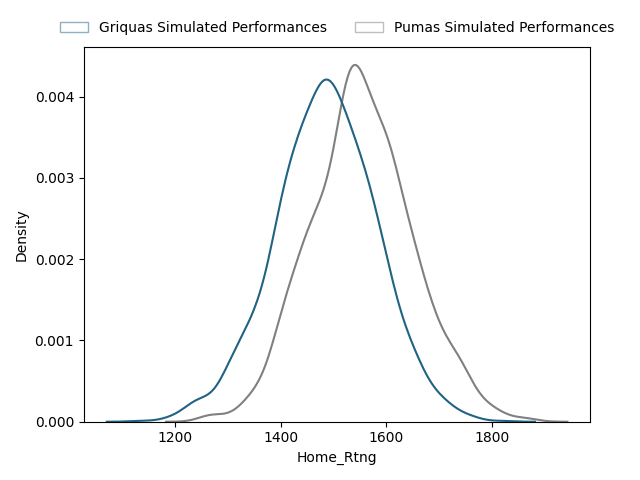 Griquas Simulated Performances Pumas Simulated Performances
0.004
0.003
0.002
0.001
0.000
Density
1200 1400 1600 1800
Home_Rtng